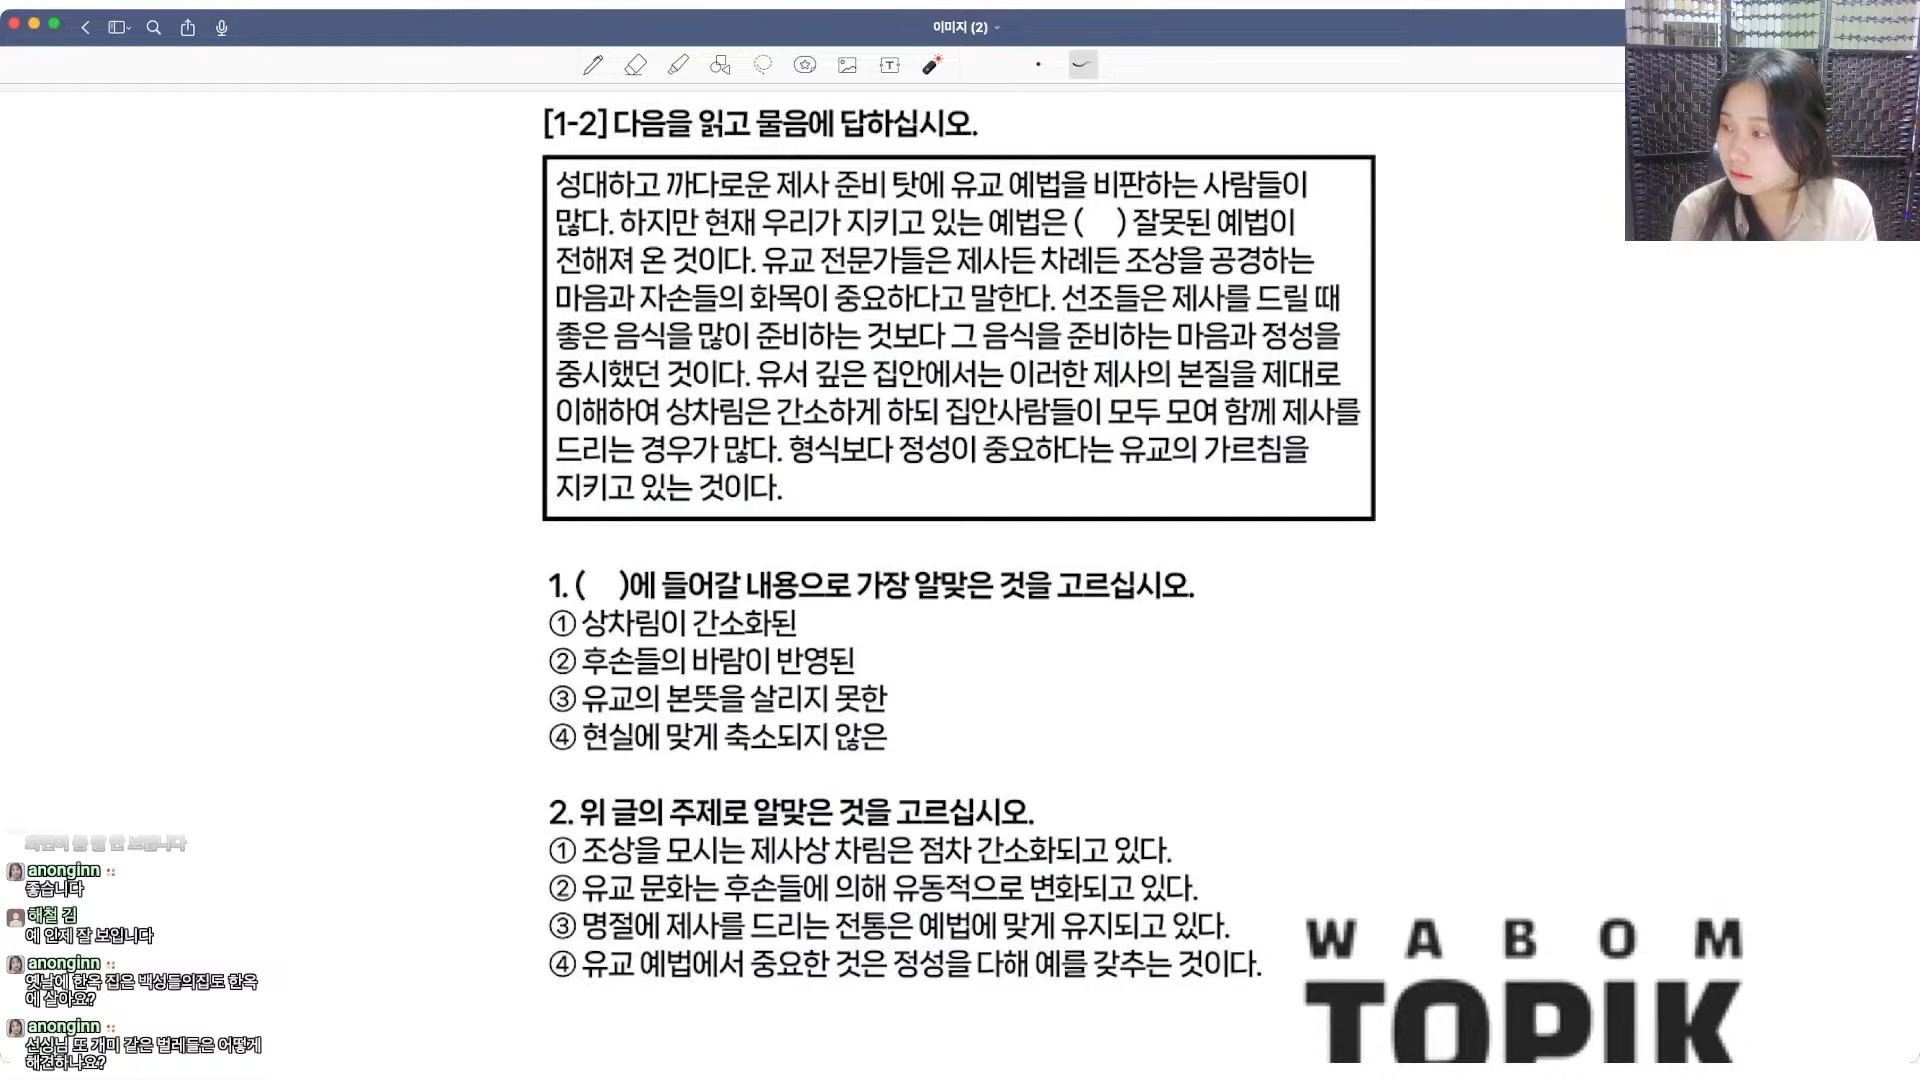 이미지 (2)
[1-2] 다음을 읽고 물음에 답하십시오.
성대하고 까다로운 제사 준비 탓에 유교 예법을 비판하는 사람들이
많다. 하지만 현재 우리가 지키고 있는 예법은 (    ) 잘못된 예법이
전해져 온 것이다. 유교 전문가들은 제사든 차례든 조상을 공경하는
마음과 자손들의 화목이 중요하다고 말한다. 선조들은 제사를 드릴 때
좋은 음식을 많이 준비하는 것보다 그 음식을 준비하는 마음과 정성을
중시했던 것이다. 유서 깊은 집안에서는 이러한 제사의 본질을 제대로
이해하여 상차림은 간소하게 하되 집안사람들이 모두 모여 함께 제사를
드리는 경우가 많다. 형식보다 정성이 중요하다는 유교의 가르침을
지키고 있는 것이다.
1. (    )에 들어갈 내용으로 가장 알맞은 것을 고르십시오.
① 상차림이 간소화된
② 후손들의 바람이 반영된
③ 유교의 본뜻을 살리지 못한
④ 현실에 맞게 축소되지 않은
2. 위 글의 주제로 알맞은 것을 고르십시오.
① 조상을 모시는 제사상 차림은 점차 간소화되고 있다.
② 유교 문화는 후손들에 의해 유동적으로 변화되고 있다.
③ 명절에 제사를 드리는 전통은 예법에 맞게 유지되고 있다.
④ 유교 예법에서 중요한 것은 정성을 다해 예를 갖추는 것이다.
WABOM
TOPIK
anonginn
좋습니다
해철 김
예 인제 잘 보입니다
anonginn
옛날에 한옥 집은 백성들의집도 한옥
에 살아요?
anonginn
선싱님 또 개미 같은 벌레들은 어떻게
해견하나요?